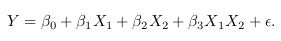 Y = β₀ + β₁X₁ + β₂X₂ + β₃X₁X₂ + ϵ.